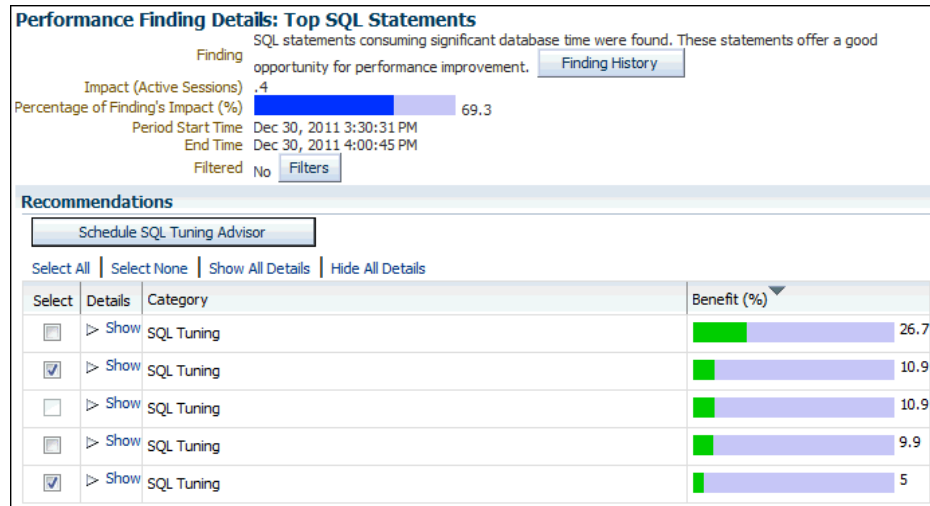 Performance Finding Details: Top SQL Statements
Finding SQL statements consuming significant database time were found. These statements offer a good
opportunity for performance improvement. Finding History
Impact (Active Sessions) .4
Percentage of Finding's Impact (%) 69.3
Period Start Time Dec 30, 2011 3:30:31 PM
End Time Dec 30, 2011 4:00:45 PM
Filtered No Filters
Recommendations
Schedule SQL Tuning Advisor
Select All | Select None | Show All Details | Hide All Details
Select Details Category Benefit (%)
Show SQL Tuning 26.7
Show SQL Tuning 10.9
Show SQL Tuning 10.9
Show SQL Tuning 9.9
Show SQL Tuning 5